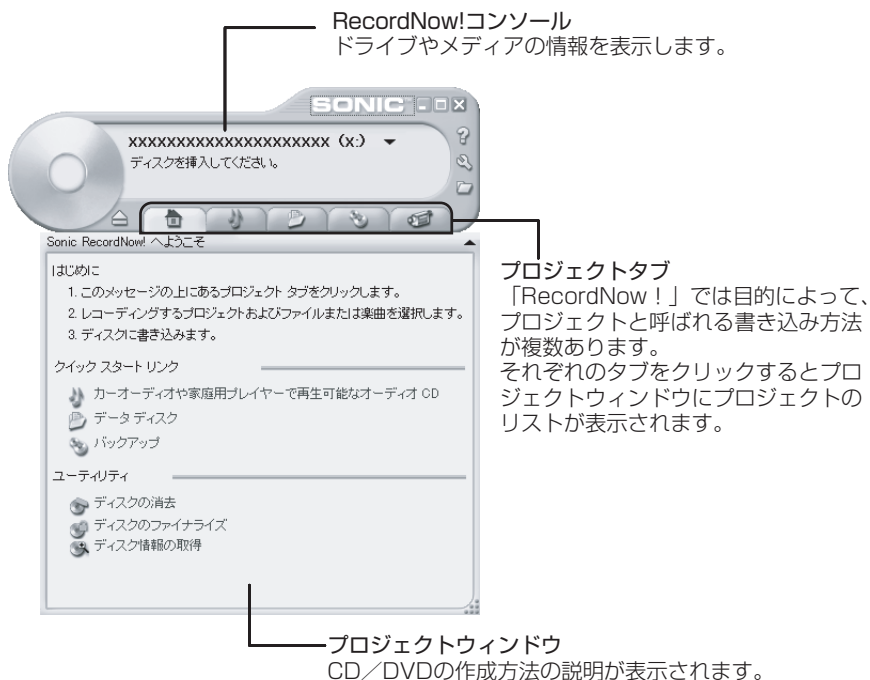 RecordNow!コンソール
ドライブやメディアの情報を表示します。
SONIC
xxxxxxxxxxxxxxxxxxxxx (x:)
ディスクを挿入してください。
Sonic RecordNow! へようこそ
はじめに
1. このメッセージの上にあるプロジェクト タブをクリックします。
2. レコーディングするプロジェクトおよびファイルまたは楽曲を選択します。
3. ディスクに書き込みます。
クイック スタート リンク
カーオーディオや家庭用プレイヤーで再生可能なオーディオ CD
データ ディスク
バックアップ
ユーティリティ
ディスクの消去
ディスクのファイナライズ
ディスク情報の取得
プロジェクトタブ
「RecordNow!」では目的によって、
プロジェクトと呼ばれる書き込み方法
が複数あります。
それぞれのタブをクリックするとプロ
ジェクトウィンドウにプロジェクトの
リストが表示されます。
プロジェクトウィンドウ
CD/DVDの作成方法の説明が表示されます。